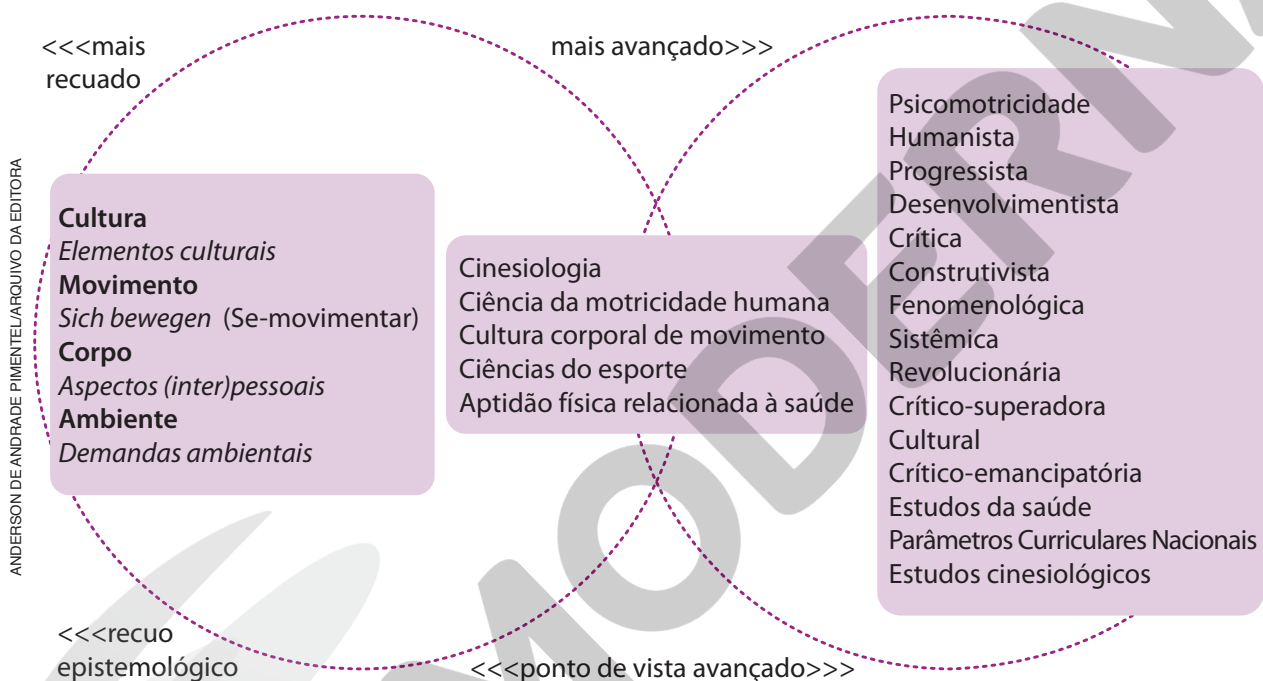 <<<mais
recuado
mais avançado>>>
ANDERSON DE ANDRADE PIMENTEL/ARQUIVO DA EDITORA
Cultura
Elementos culturais
Movimento
Sich bewegen (Se-movimentar)
Corpo
Aspectos (inter)pessoais
Ambiente
Demandas ambientais
Cinesiologia
Ciência da motricidade humana
Cultura corporal de movimento
Ciências do esporte
Aptidão física relacionada à saúde
Psicomotricidade
Humanista
Progressista
Desenvolvimentista
Crítica
Construtivista
Fenomenológica
Sistêmica
Revolucionária
Crítico-superadora
Cultural
Crítico-emancipatória
Estudos da saúde
Parâmetros Curriculares Nacionais
Estudos cinesiológicos
<<<recuo
epistemológico
<<<ponto de vista avançado>>>
MODERNA